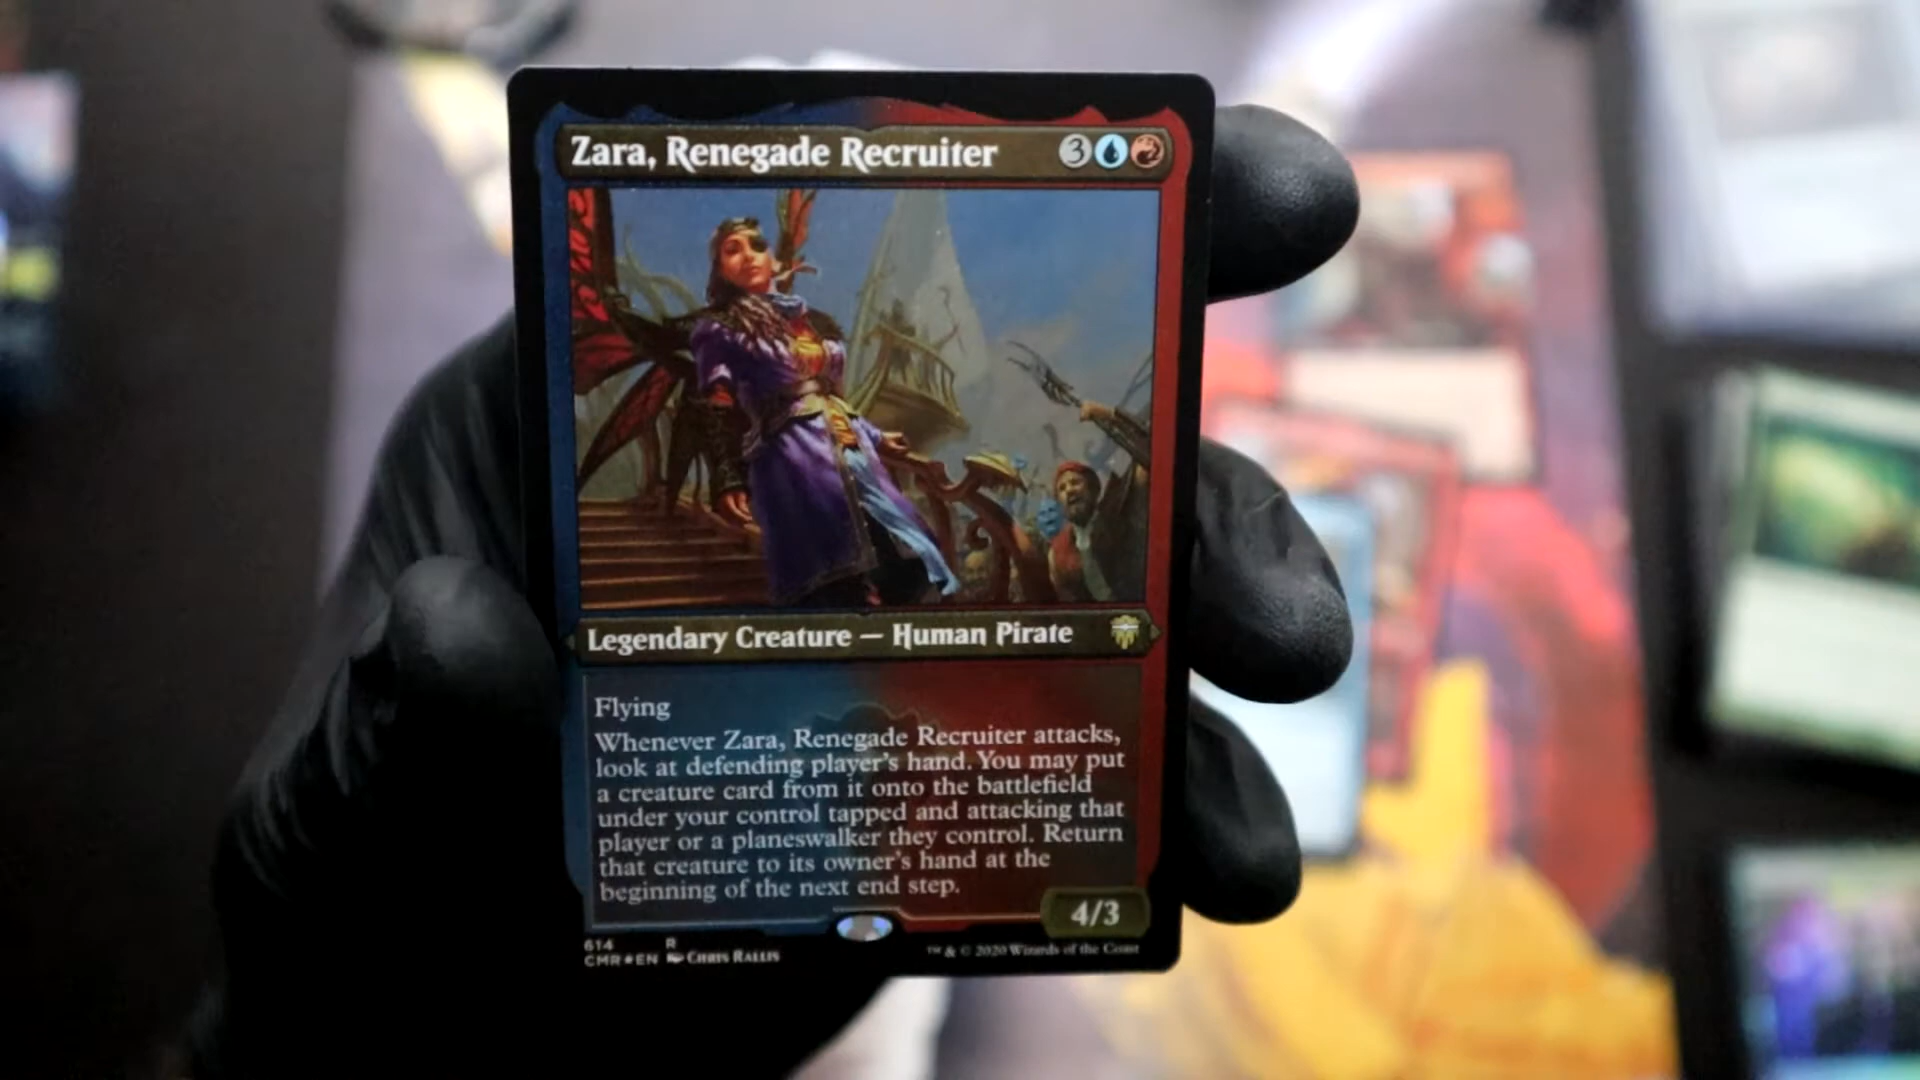 Zara, Renegade Recruiter 3
Legendary Creature — Human Pirate
Flying
Whenever Zara, Renegade Recruiter attacks,
look at defending player's hand. You may put
a creature card from it onto the battlefield
under your control tapped and attacking that
player or a planeswalker they control. Return
that creature to its owner's hand at the
beginning of the next end step.
4/3
614 R
CMR★EN Chris Rallis
™ & © 2020 Wizards of the Coast